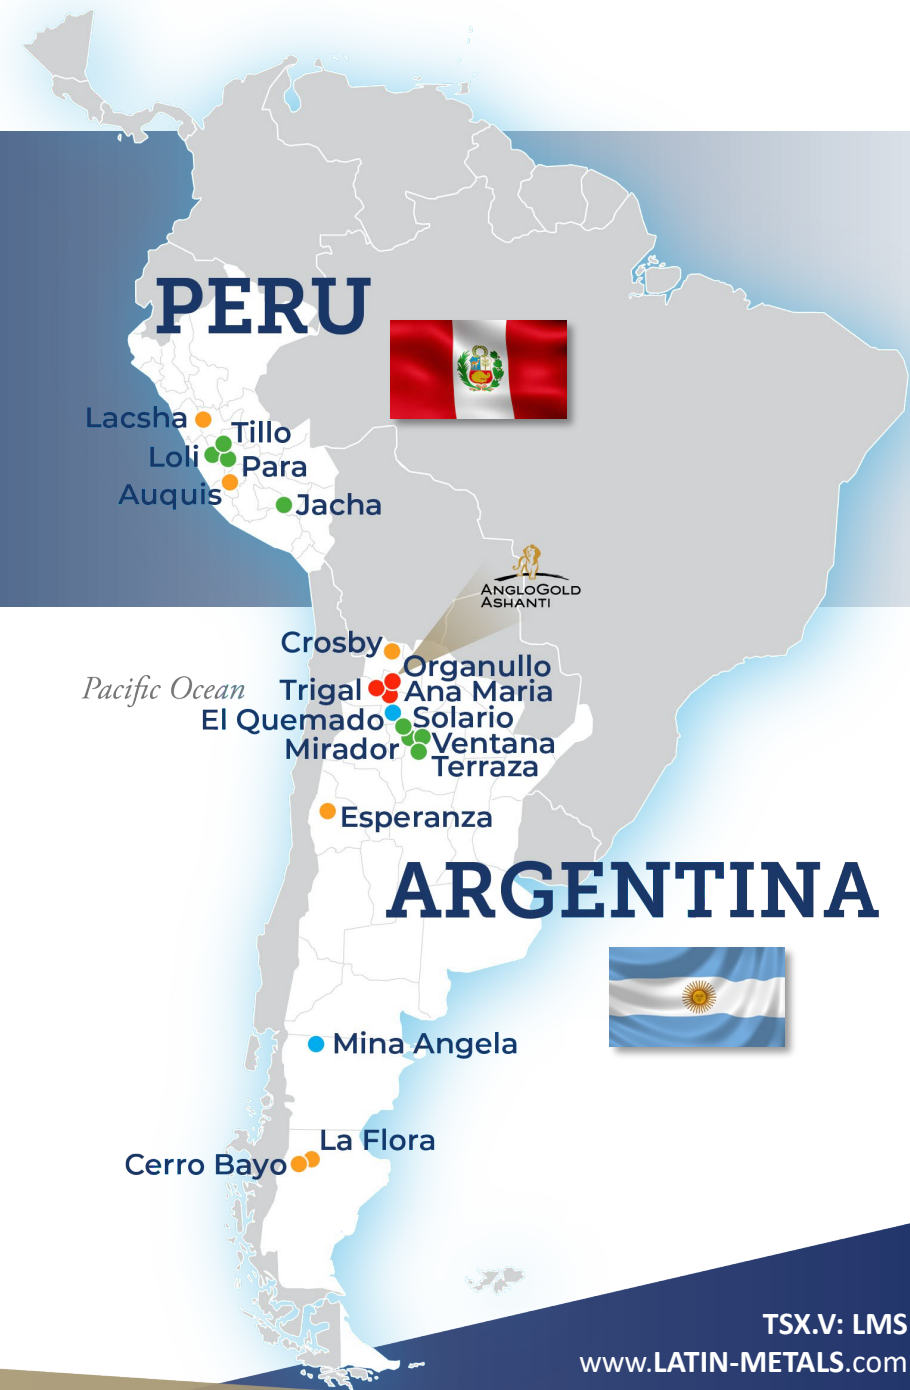 PERU
Lacsha
Tillo
Loli
Para
Auquis
Jacha
ANGLOGOLD
ASHANTI
Crosby
Organullo
Pacific Ocean
Trigal
Ana Maria
El Quemado
Solario
Mirador
Ventana
Terraza
Esperanza
ARGENTINA
Mina Angela
La Flora
Cerro Bayo
TSX.V: LMS
www.LATIN-METALS.com